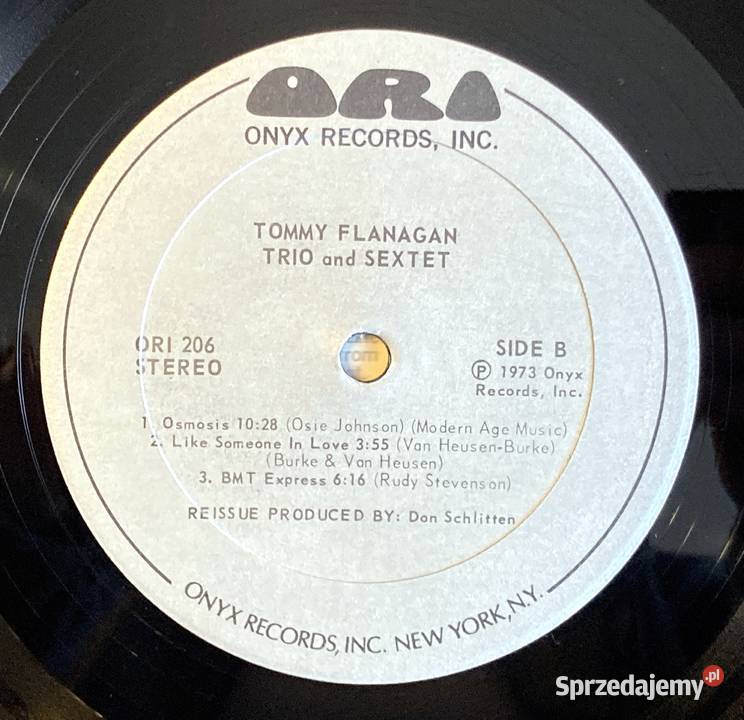 ORI
ONYX RECORDS, INC.
TOMMY FLANAGAN
TRIO and SEXTET
ORI 206
STEREO
SIDE B
Ⓟ 1973 Onyx
Records, Inc.
1. Osmosis 10:28 (Osie Johnson) (Modern Age Music)
2. Like Someone In Love 3:55 (Van Heusen-Burke)
(Burke & Van Heusen)
3. BMT Express 6:16 (Rudy Stevenson)
REISSUE PRODUCED BY: Don Schlitten
ONYX RECORDS, INC. NEW YORK, N.Y.
Sprzedajemy.pl